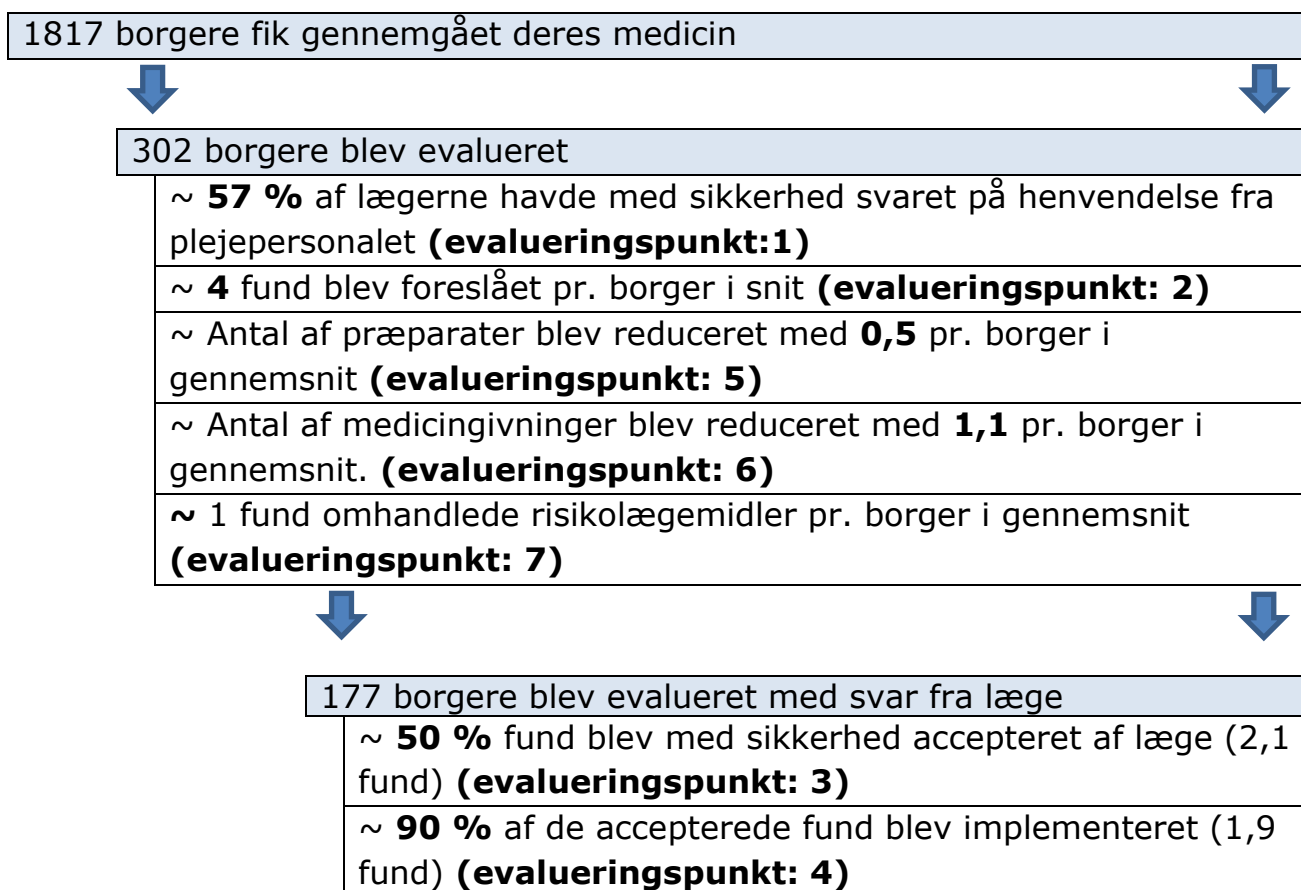 1817 borgere fik gennemgået deres medicin
302 borgere blev evalueret
~ 57 % af lægerne havde med sikkerhed svaret på henvendelse fra
plejepersonalet (evalueringspunkt:1)
~ 4 fund blev foreslået pr. borger i snit (evalueringspunkt: 2)
~ Antal af præparater blev reduceret med 0,5 pr. borger i
gennemsnit (evalueringspunkt: 5)
~ Antal af medicingivninger blev reduceret med 1,1 pr. borger i
gennemsnit. (evalueringspunkt: 6)
~ 1 fund omhandlede risikolægemidler pr. borger i gennemsnit
(evalueringspunkt: 7)
177 borgere blev evalueret med svar fra læge
~ 50 % fund blev med sikkerhed accepteret af læge (2,1
fund) (evalueringspunkt: 3)
~ 90 % af de accepterede fund blev implementeret (1,9
fund) (evalueringspunkt: 4)